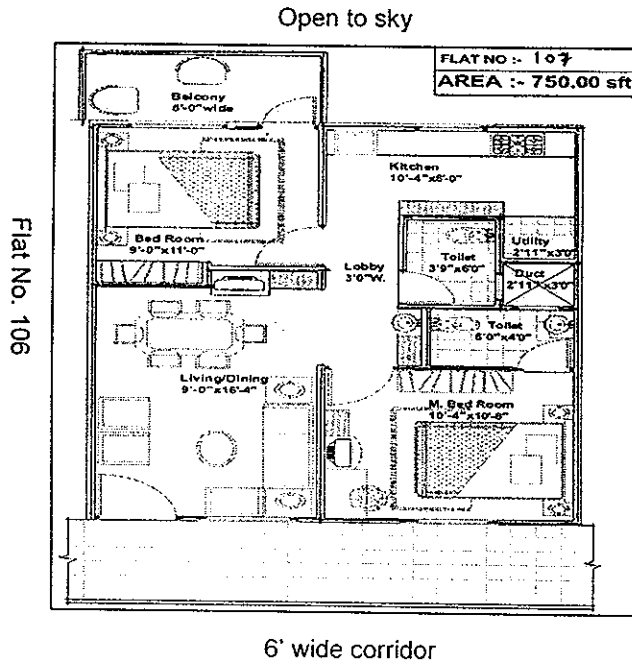 Open to sky
FLAT NO :- 107
AREA :- 750.00 sft
Balcony
6'-0" wide
Kitchen
10'-4"x8'-0"
Bed Room
9'-0"x11'-0"
Toilet
3'9"x6'0"
Utility
2'11"x3'0"
Lobby
3'0"W.
Duct
2'11"x3'0"
Toilet
6'0"x4'0"
Flat No. 106
Living/Dining
9'-0"x16'-4"
M. Bed Room
10'-4"x10'-8"
6' wide corridor